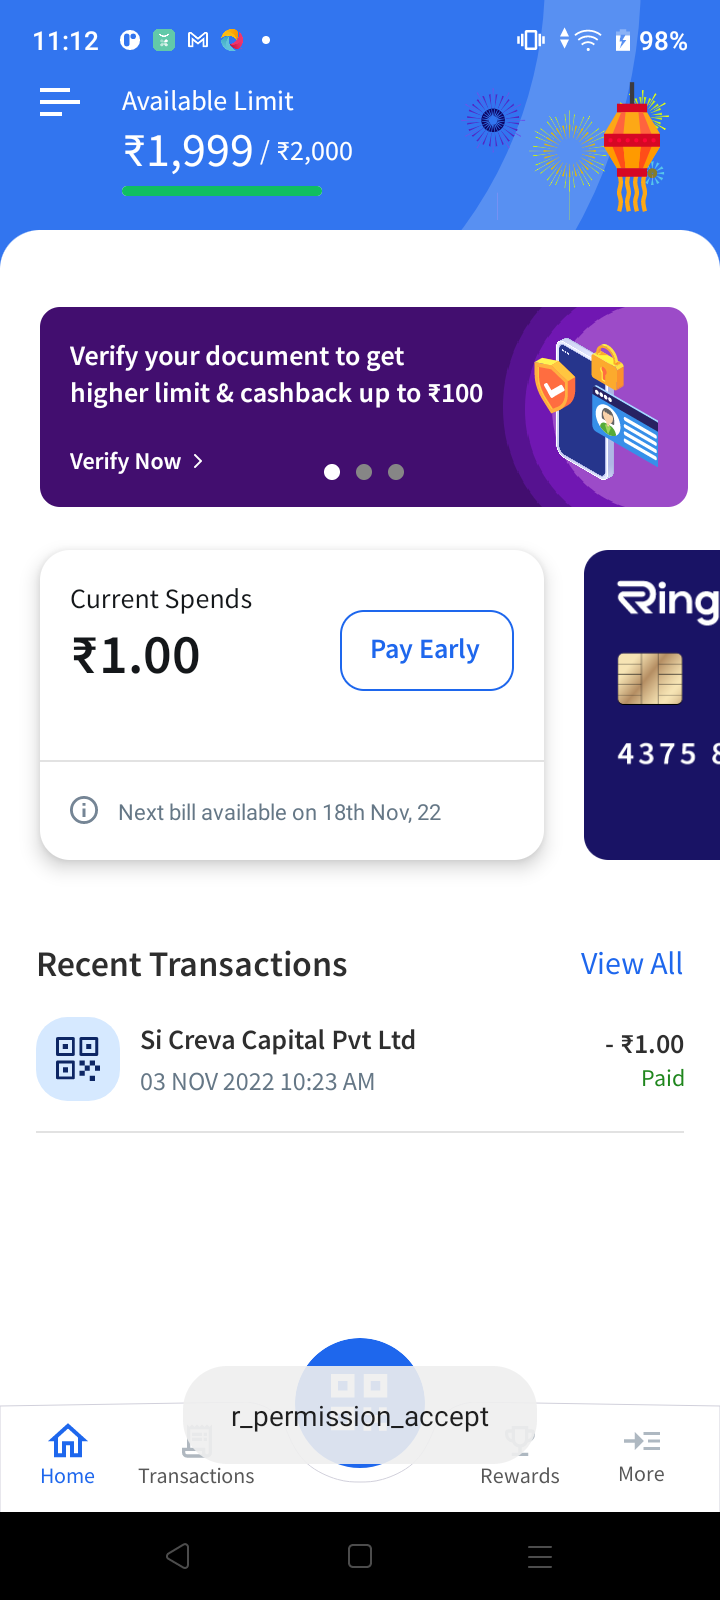 11:12
98%
Available Limit
₹1,999 / ₹2,000
Verify your document to get
higher limit & cashback up to ₹100
Verify Now
Current Spends
₹1.00
Pay Early
Next bill available on 18th Nov, 22
Ring
4375
Recent Transactions
View All
Si Creva Capital Pvt Ltd
- ₹1.00
03 NOV 2022 10:23 AM
Paid
r_permission_accept
Home
Transactions
Rewards
More